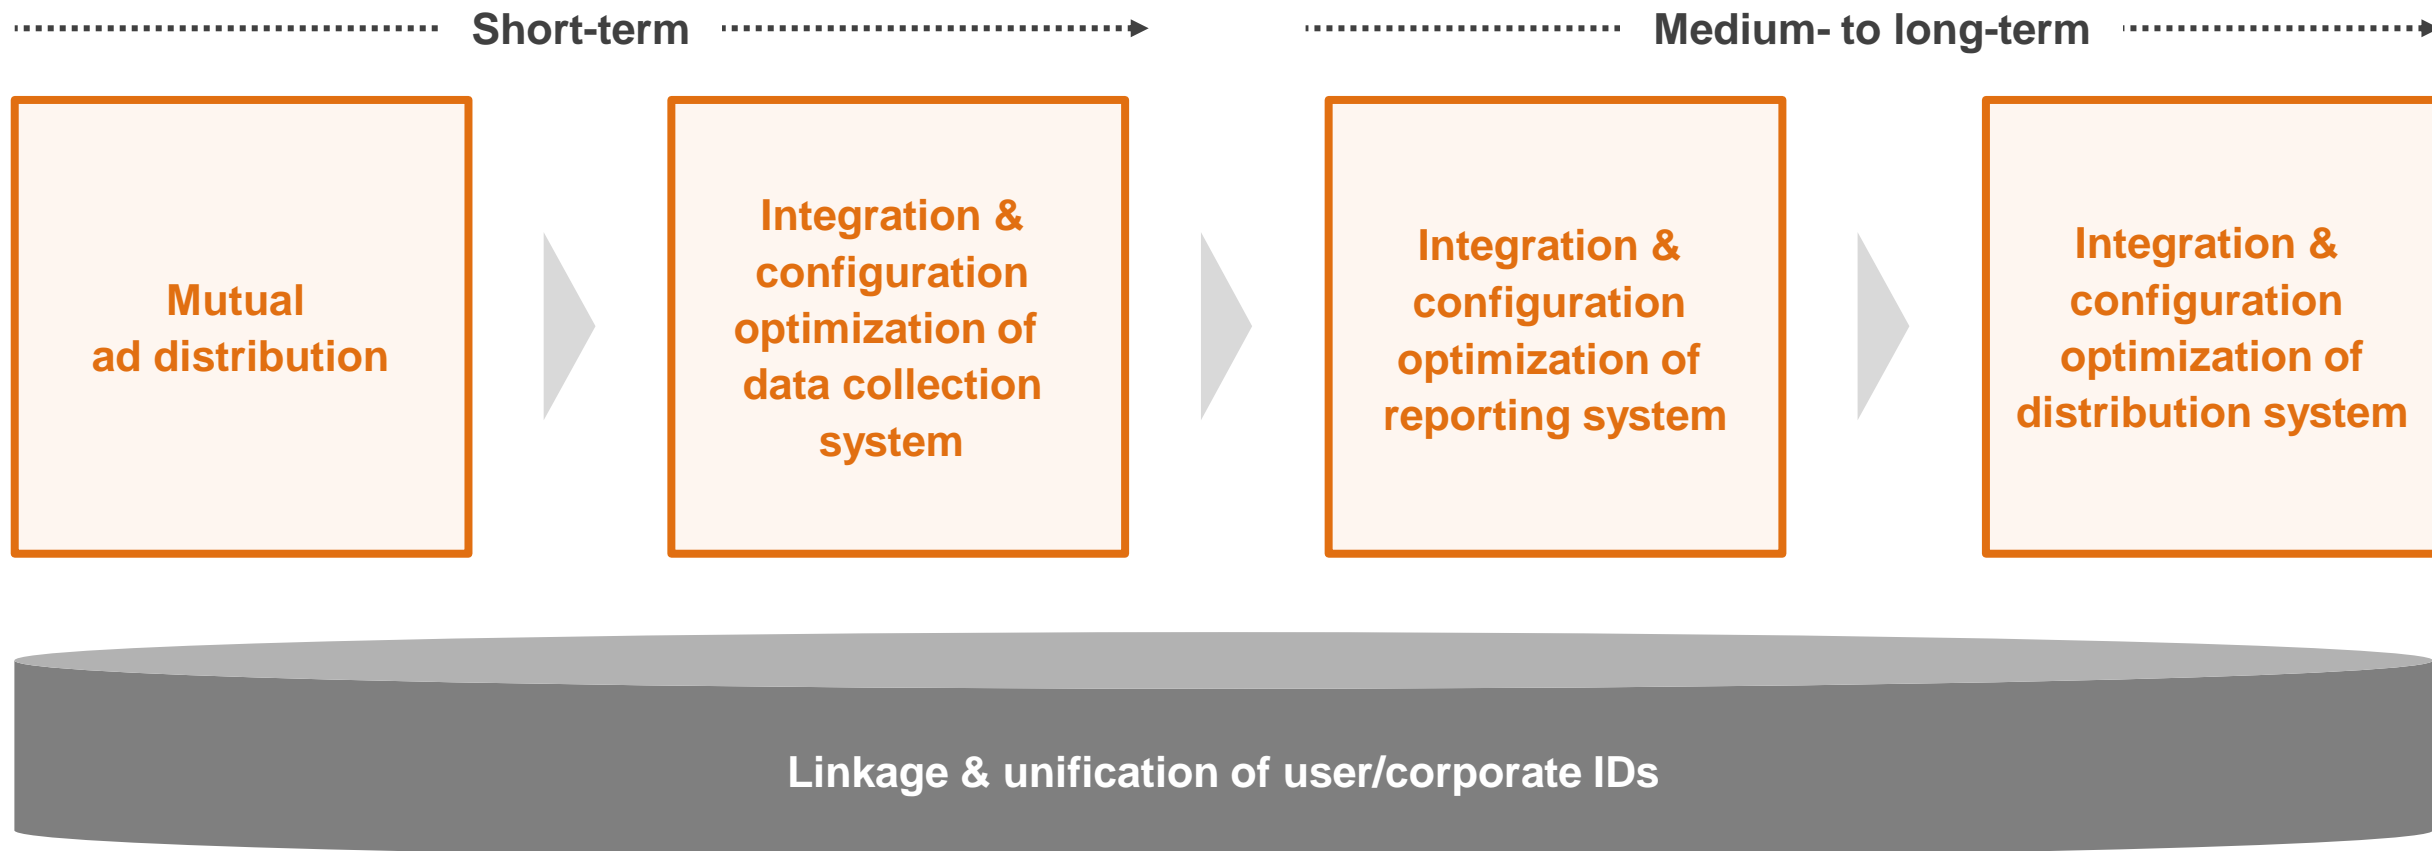 Short-term
Medium- to long-term
Mutual
ad distribution
Integration &
configuration
optimization of
data collection
system
Integration &
configuration
optimization of
reporting system
Integration &
configuration
optimization of
distribution system
Linkage & unification of user/corporate IDs